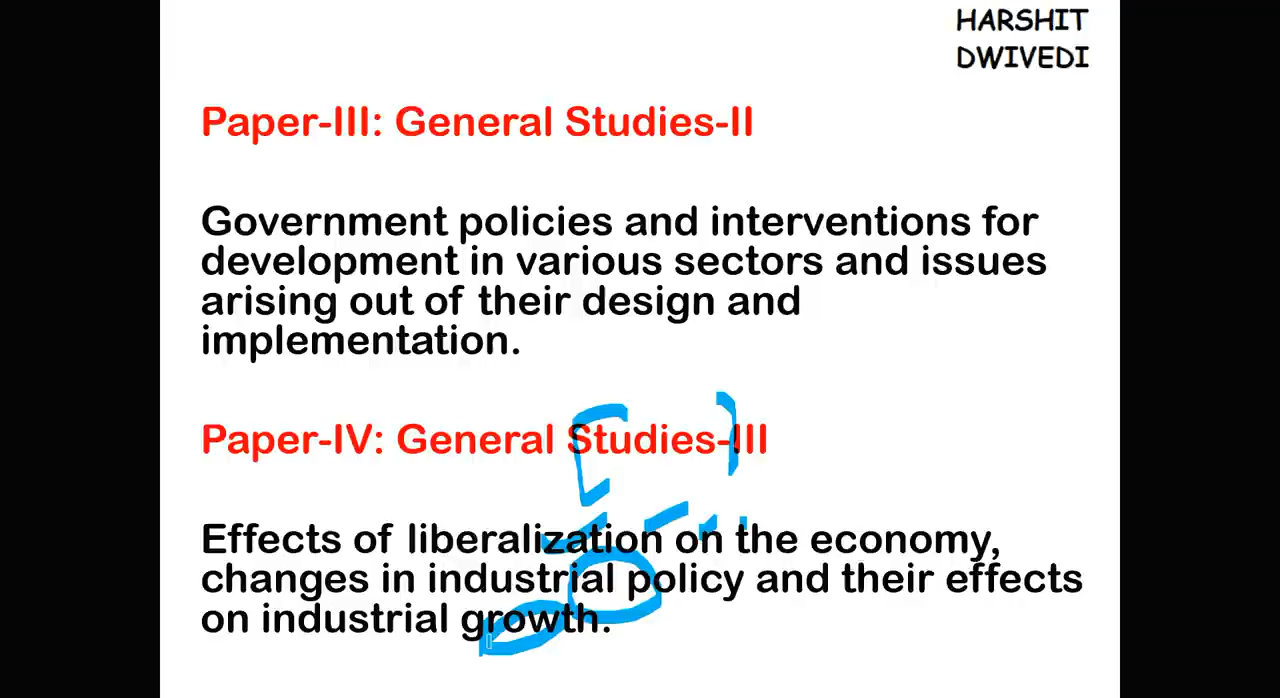 HARSHIT
DWIVEDI
Paper-III: General Studies-II
Government policies and interventions for
development in various sectors and issues
arising out of their design and
implementation.
Paper-IV: General Studies-III
Effects of liberalization on the economy,
changes in industrial policy and their effects
on industrial growth.